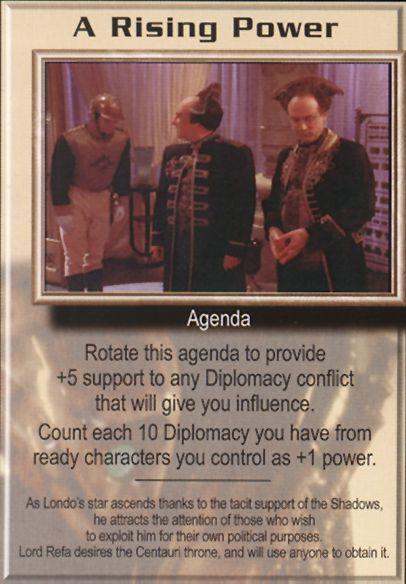 A Rising Power
Agenda
Rotate this agenda to provide
+5 support to any Diplomacy conflict
that will give you influence.
Count each 10 Diplomacy you have from
ready characters you control as +1 power.
As Londo's star ascends thanks to the tacit support of the Shadows,
he attracts the attention of those who wish
to exploit him for their own political purposes.
Lord Refa desires the Centauri throne, and will use anyone to obtain it.